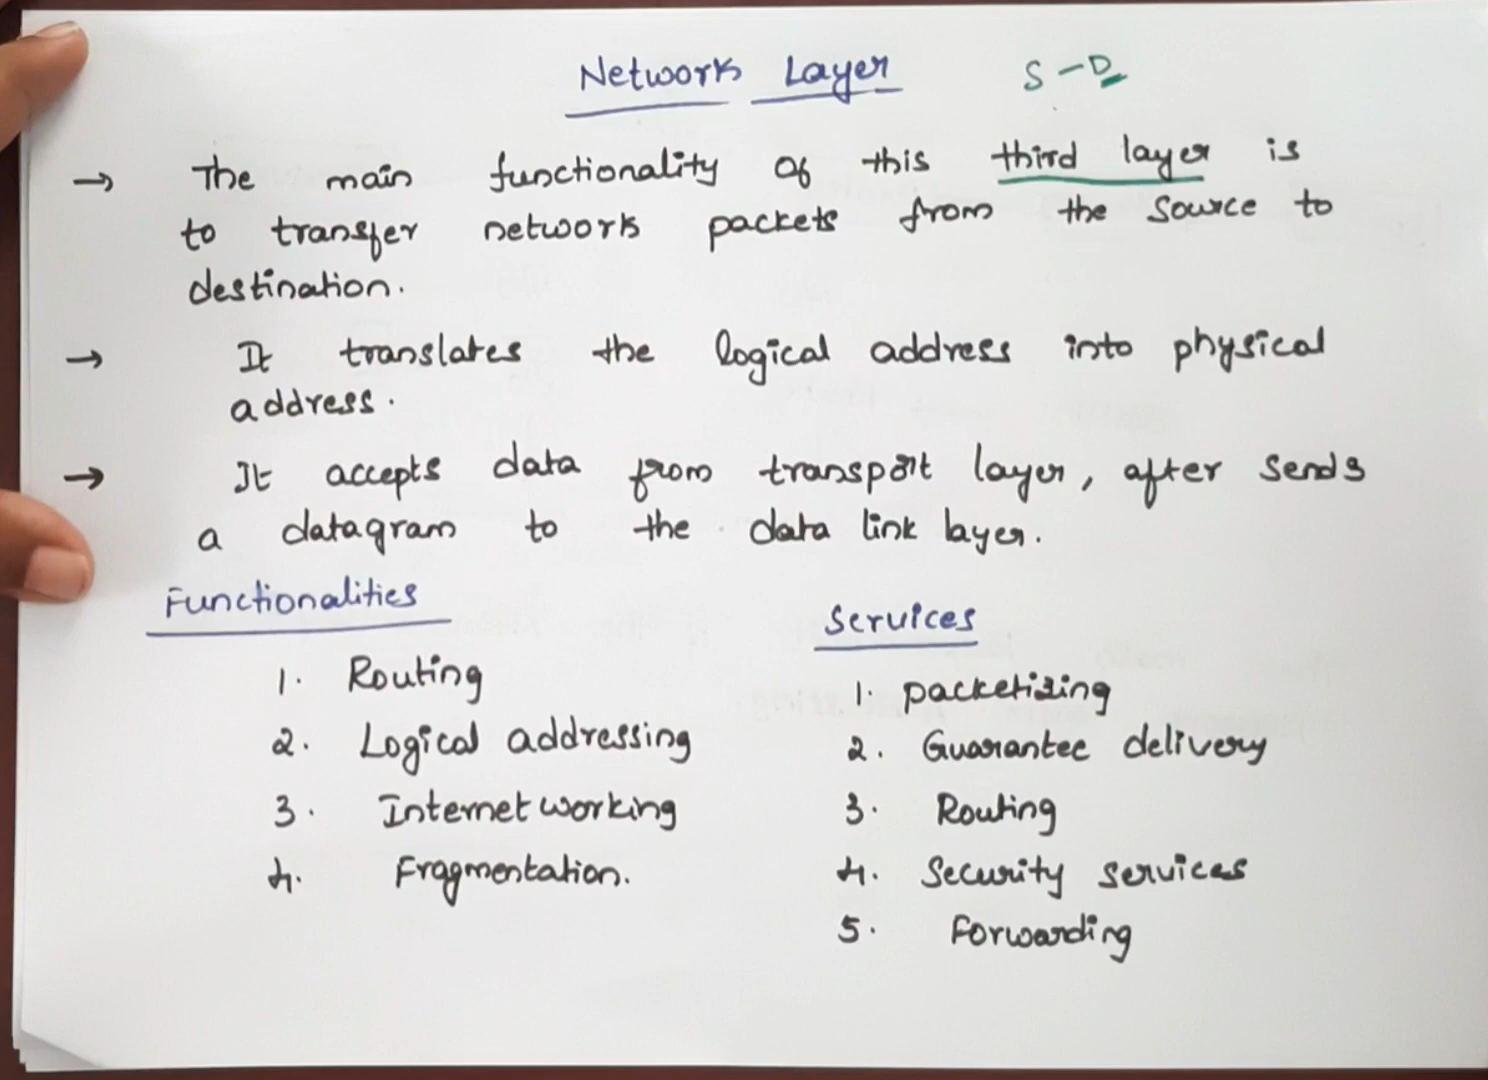 Network Layer S-D
→ The main functionality of this third layer is
to transfer network packets from the source to
destination.
→ It translates the logical address into physical
address.
→ It accepts data from transport layer, after sends
a datagram to the data link layer.
Functionalities
1. Routing
2. Logical addressing
3. Internetworking
4. Fragmentation.
Services
1. packetizing
2. Guarantee delivery
3. Routing
4. Security services
5. Forwarding